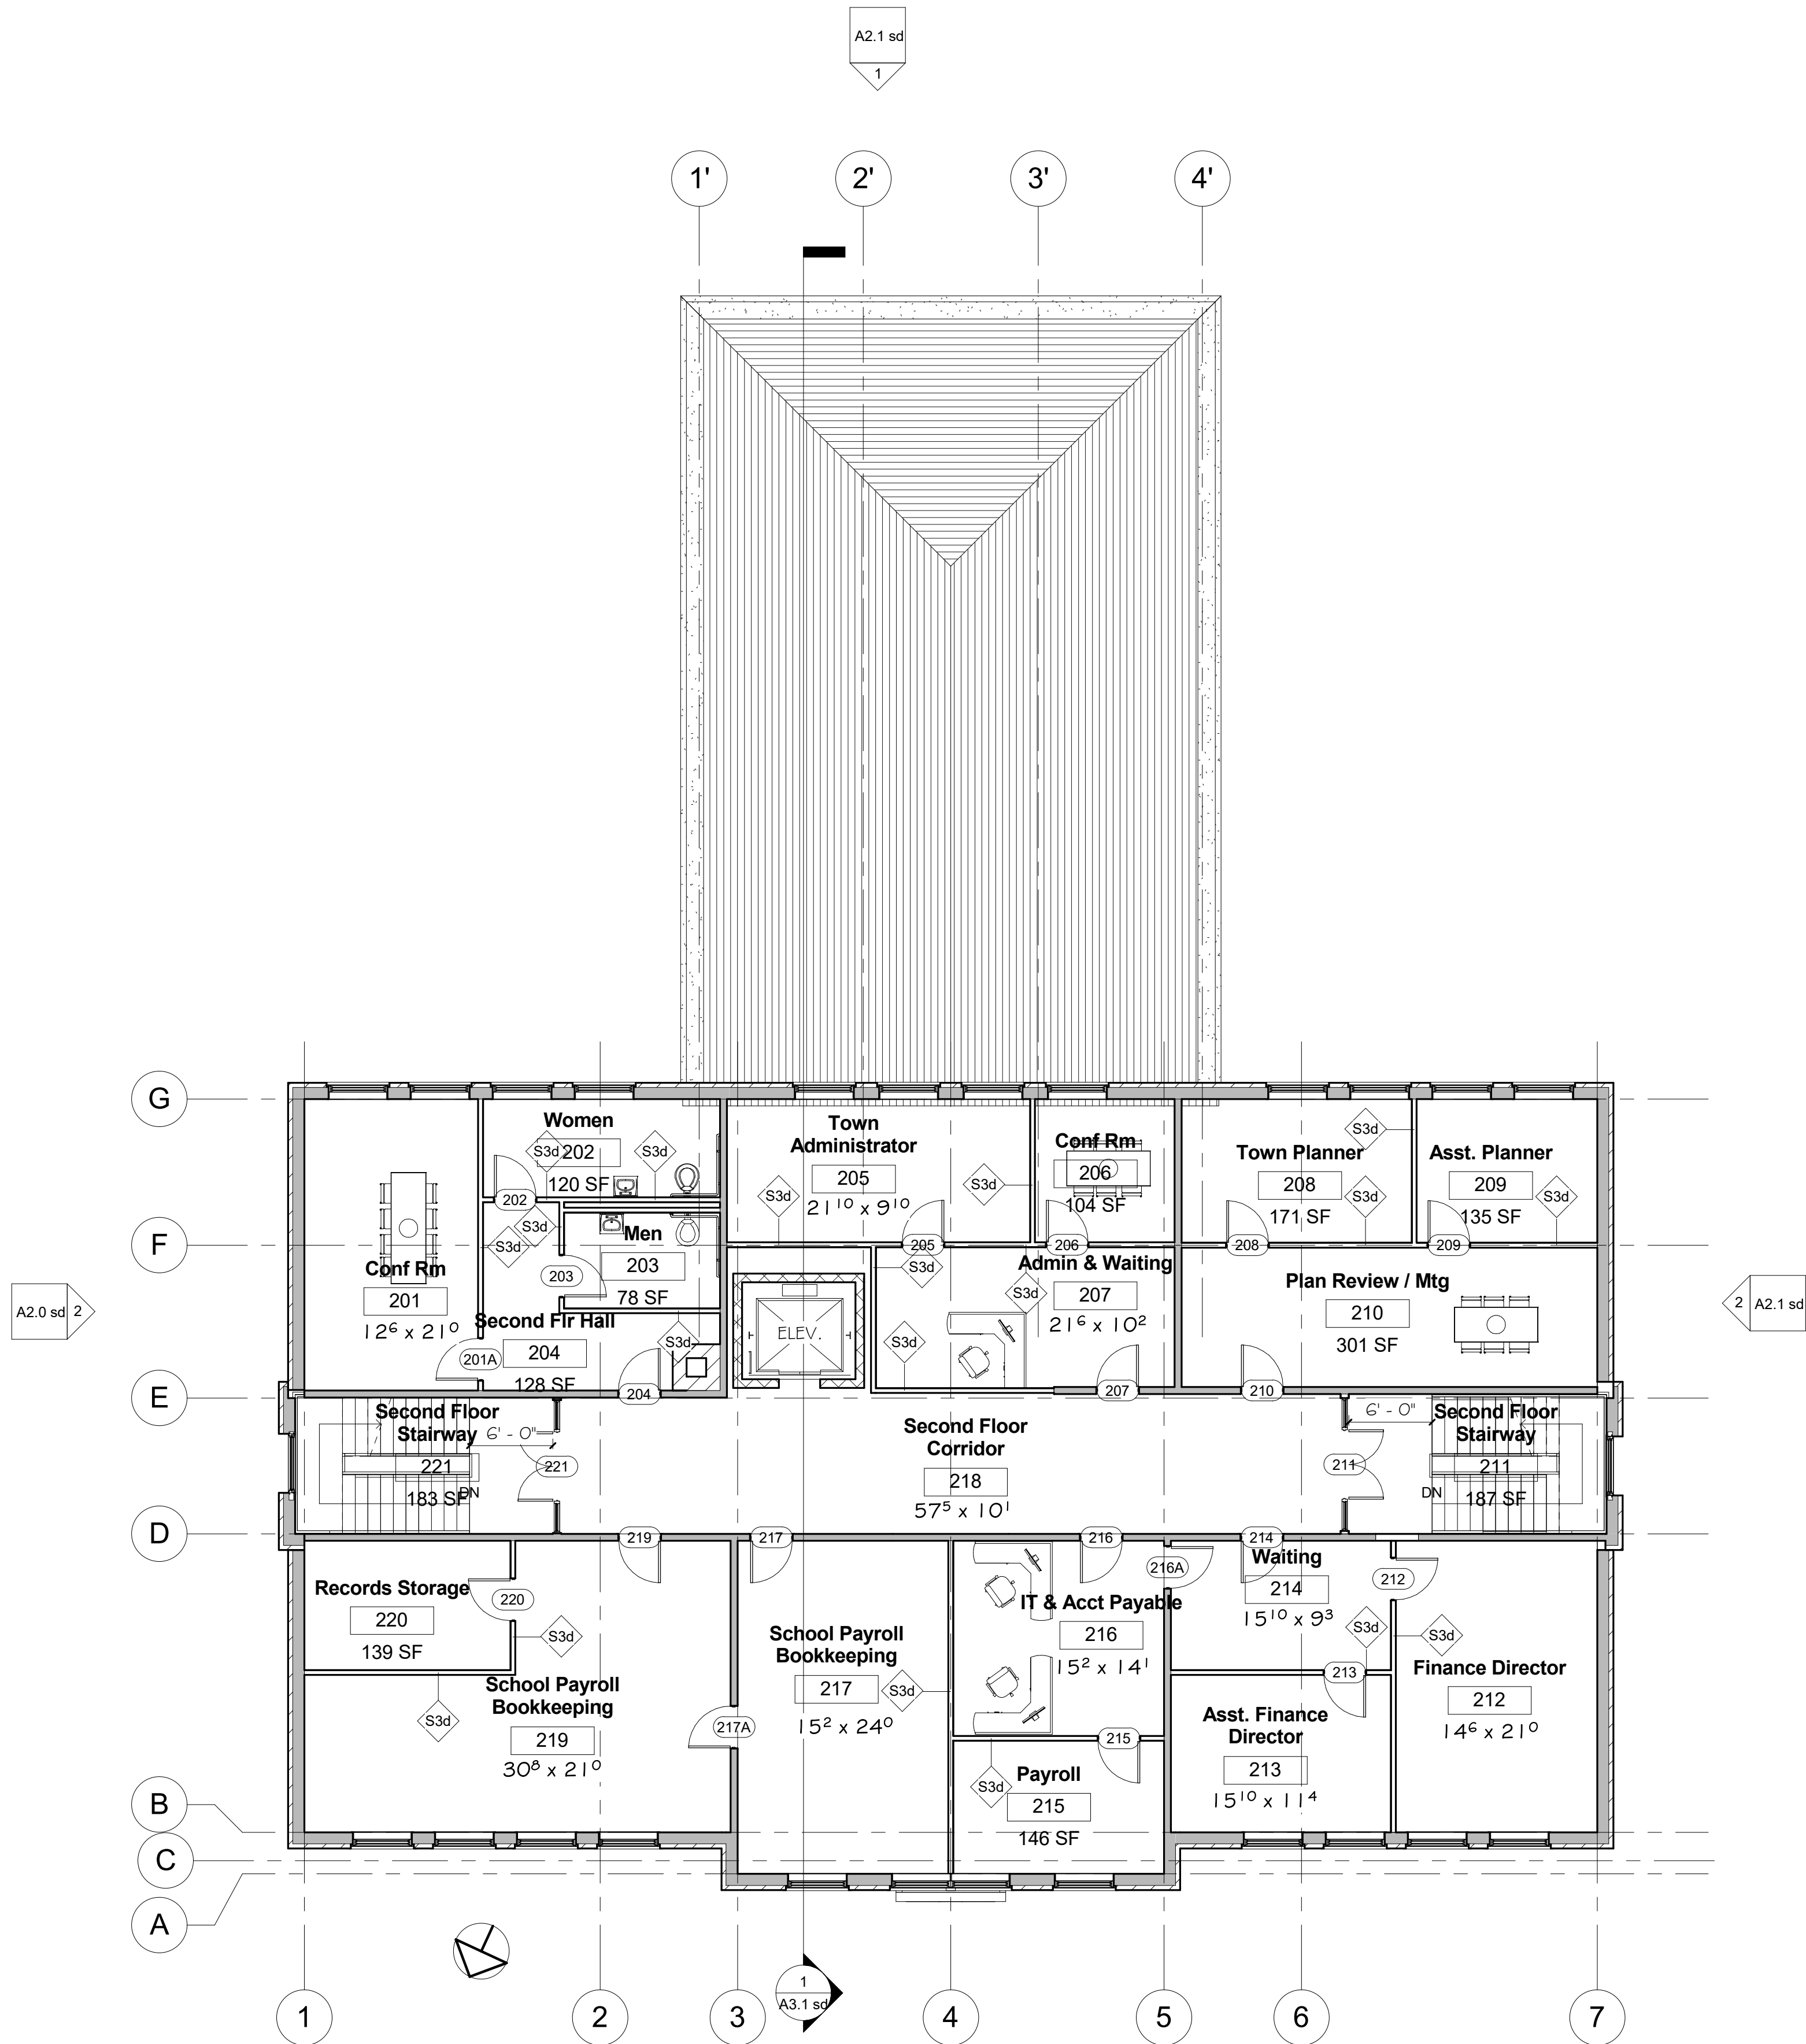 A2.1 sd
1
1' 2' 3' 4'
G
Women
202
120 SF
S3d S3d
202
Town
Administrator
205
21¹⁰ x 9¹⁰
S3d
S3d
Conf Rm
206
104 SF
Town Planner
208
171 SF
S3d
S3d
Asst. Planner
209
135 SF
S3d
F
S3d
S3d
Men
203
78 SF
203
205
206
208
209
Conf Rm
201
12⁶ x 21⁰
Second Flr Hall
204
128 SF
S3d
201A
204
ELEV.
S3d
S3d
S3d
Admin & Waiting
207
21⁶ x 10²
207
Plan Review / Mtg
210
301 SF
210
A2.0 sd 2
2 A2.1 sd
E
Second Floor
Stairway
221
183 SF
DN
6' - 0"
221
Second Floor
Corridor
218
57⁵ x 10¹
211
6' - 0"
Second Floor
Stairway
211
187 SF
DN
D
219
217
216
214
Records Storage
220
139 SF
220
S3d
S3d
School Payroll
Bookkeeping
219
30⁸ x 21⁰
217A
School Payroll
Bookkeeping
217
15² x 24⁰
S3d
IT & Acct Payable
216
15² x 14¹
216A
Waiting
214
15¹⁰ x 9³
S3d
212
S3d
213
Finance Director
212
14⁶ x 21⁰
215
Payroll
215
146 SF
S3d
Asst. Finance
Director
213
15¹⁰ x 11⁴
B
C
A
1
A3.1 sd
1 2 3 4 5 6 7